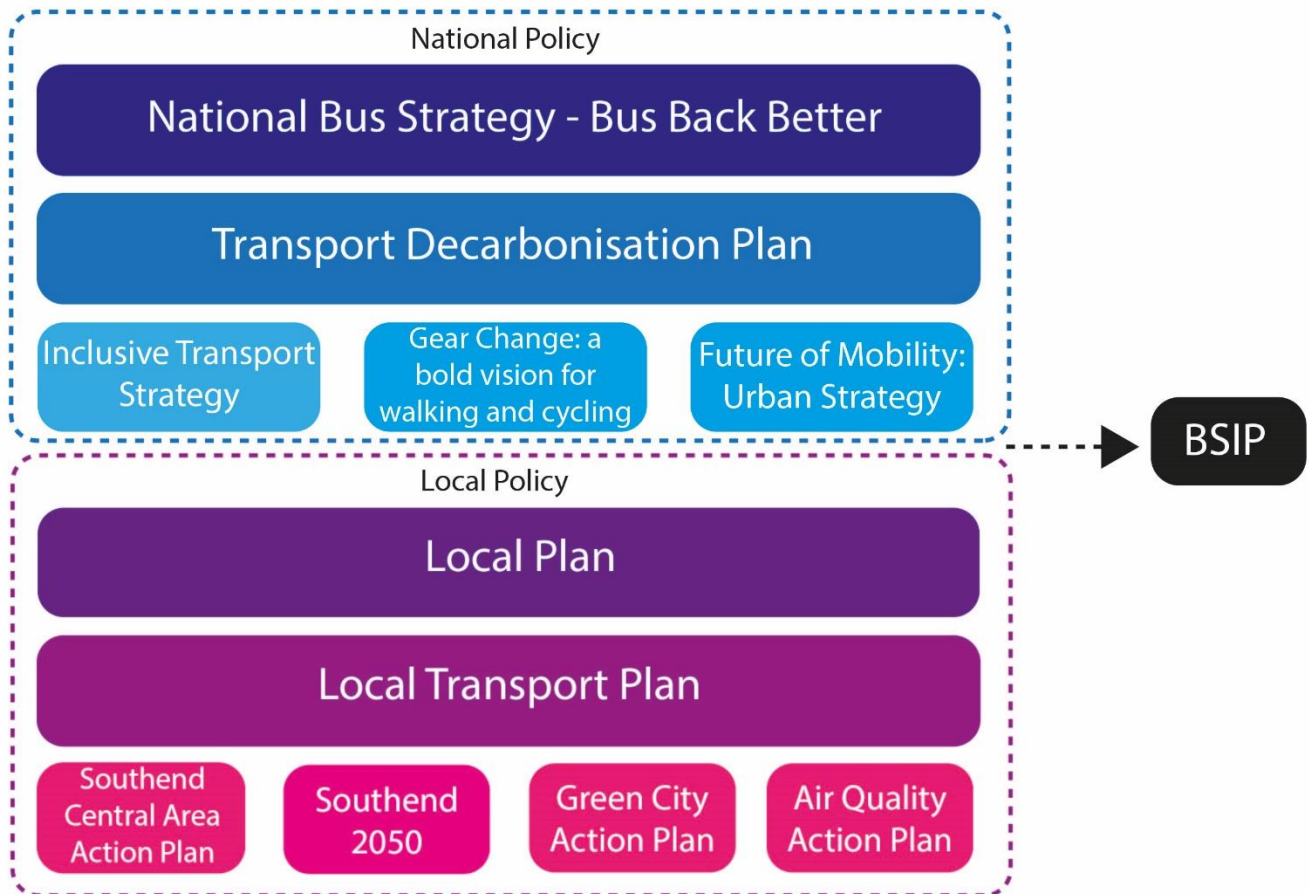 National Policy
National Bus Strategy - Bus Back Better
Transport Decarbonisation Plan
Inclusive Transport
Strategy
Gear Change: a
bold vision for
walking and cycling
Future of Mobility:
Urban Strategy
BSIP
Local Policy
Local Plan
Local Transport Plan
Southend
Central Area
Action Plan
Southend
2050
Green City
Action Plan
Air Quality
Action Plan